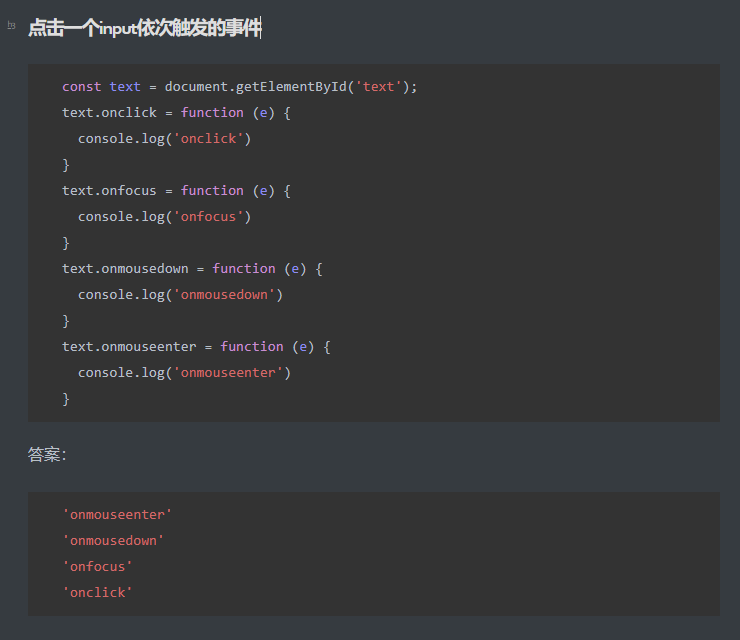 h3
点击一个input依次触发的事件
const text = document.getElementById('text');
text.onclick = function (e) {
  console.log('onclick')
}
text.onfocus = function (e) {
  console.log('onfocus')
}
text.onmousedown = function (e) {
  console.log('onmousedown')
}
text.onmouseenter = function (e) {
  console.log('onmouseenter')
}
答案：
'onmouseenter'
'onmousedown'
'onfocus'
'onclick'